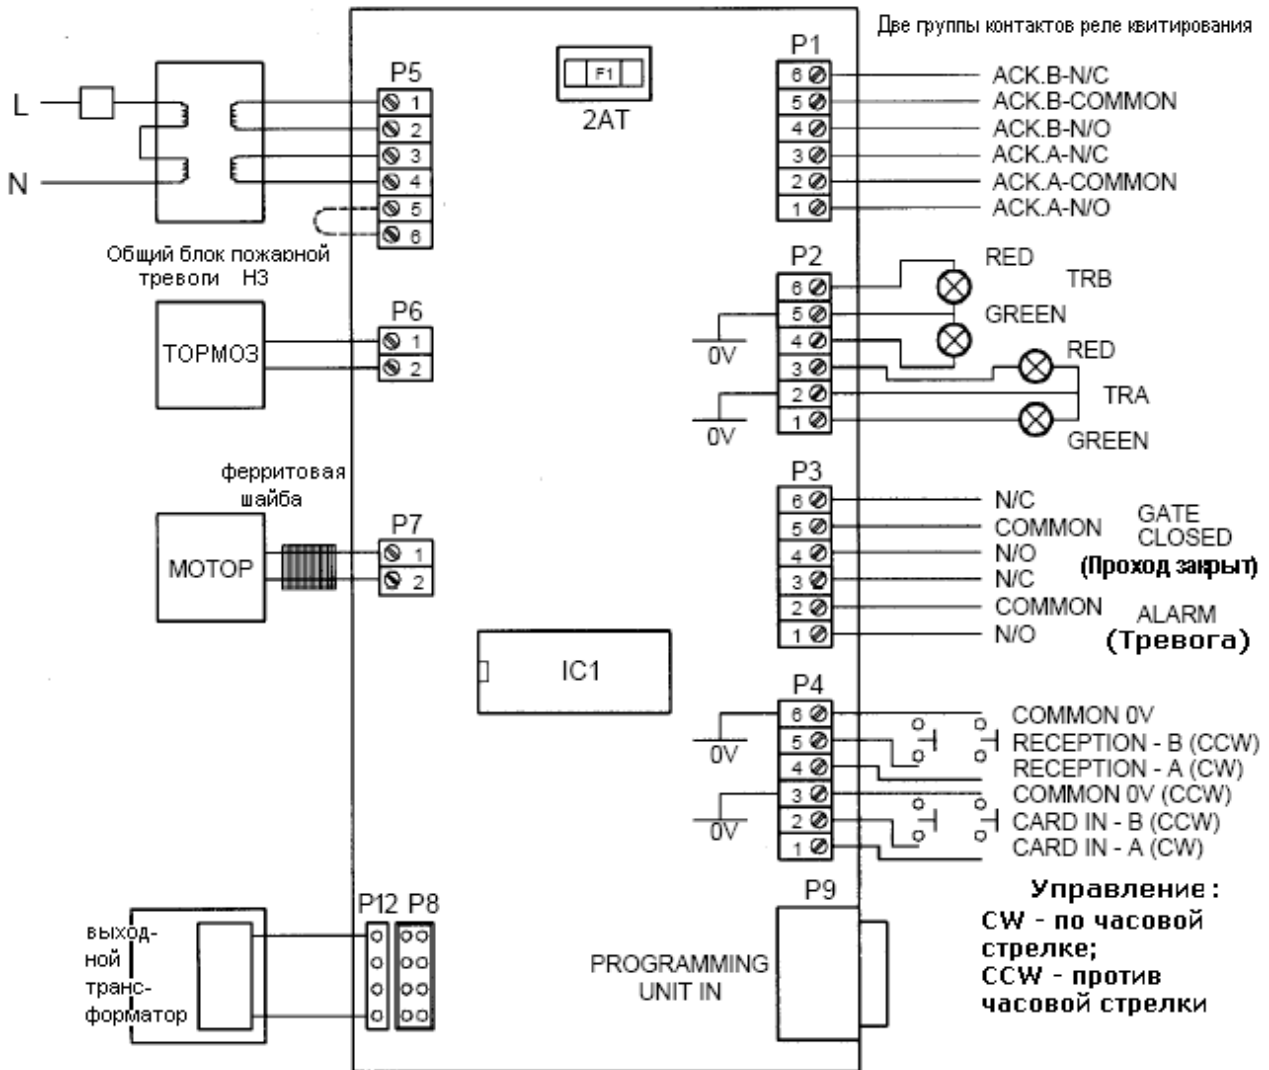 Две группы контактов реле квитирования
P1
6 ACK.B-N/C
5 ACK.B-COMMON
4 ACK.B-N/O
3 ACK.A-N/C
2 ACK.A-COMMON
1 ACK.A-N/O
F1
2AT
P5
1
2
3
4
5
6
L
N
Общий блок пожарной
тревоги НЗ
P2
6
5
4
3
2
1
RED
TRB
GREEN
RED
TRA
GREEN
0V
0V
P6
1
2
ТОРМОЗ
ферритовая
шайба
P7
1
2
МОТОР
P3
6 N/C
5 COMMON
4 N/O
3 N/C
2 COMMON
1 N/O
GATE
CLOSED
(Проход закрыт)
ALARM
(Тревога)
IC1
P4
6 COMMON 0V
5 RECEPTION - B (CCW)
4 RECEPTION - A (CW)
3 COMMON 0V (CCW)
2 CARD IN - B (CCW)
1 CARD IN - A (CW)
0V
0V
P12 P8
выход-
ной
транс-
форматор
P9
PROGRAMMING
UNIT IN
Управление:
CW - по часовой
стрелке;
CCW - против
часовой стрелки